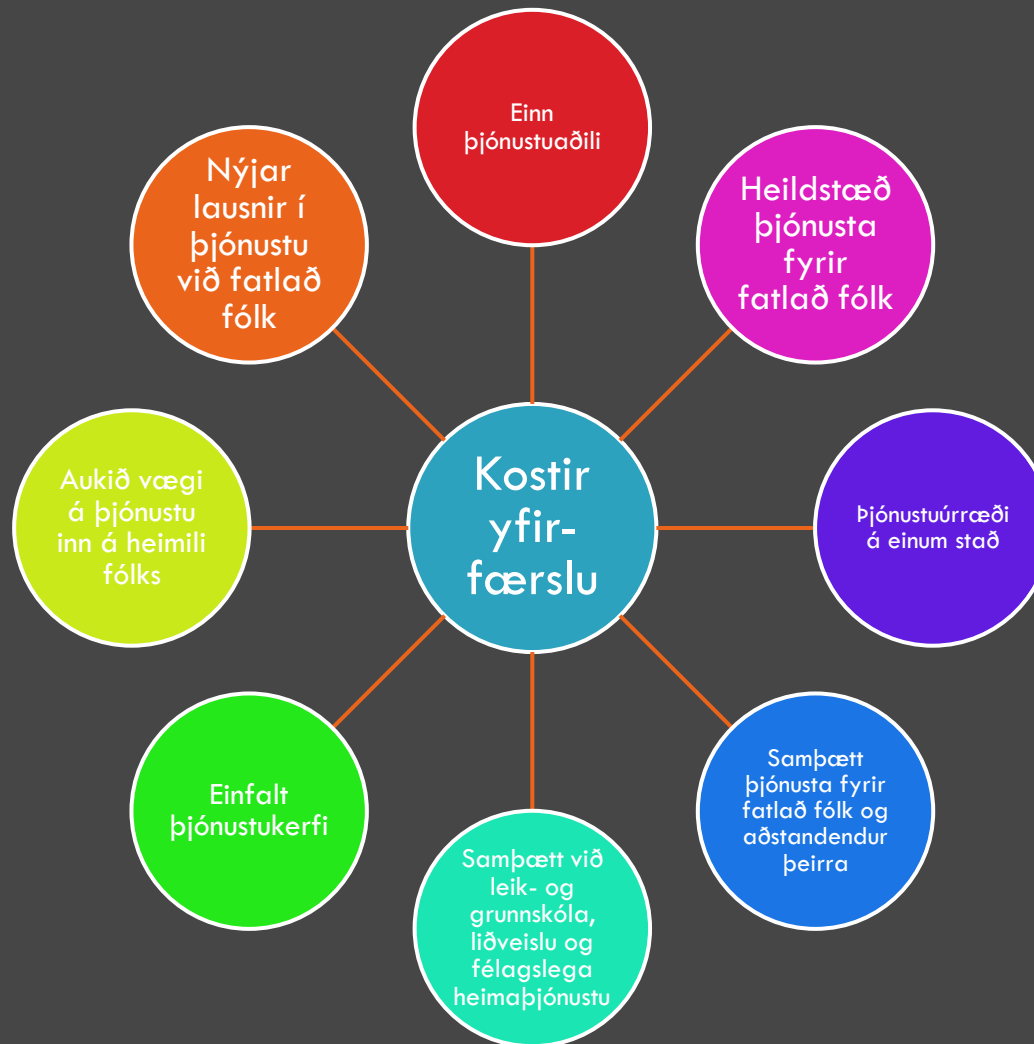 Einn
þjónustuaðili
Heildstæð
þjónusta
fyrir
fatlað fólk
Þjónustuúrræði
á einum stað
Samþætt
þjónusta fyrir
fatlað fólk og
aðstandendur
þeirra
Samþætt við
leik- og
grunnskóla,
liðveislu og
félagslega
heimaþjónustu
Einfalt
þjónustukerfi
Aukið vægi
á þjónustu
inn á heimili
fólks
Nýjar
lausnir í
þjónustu
við fatlað
fólk
Kostir
yfir-
færslu